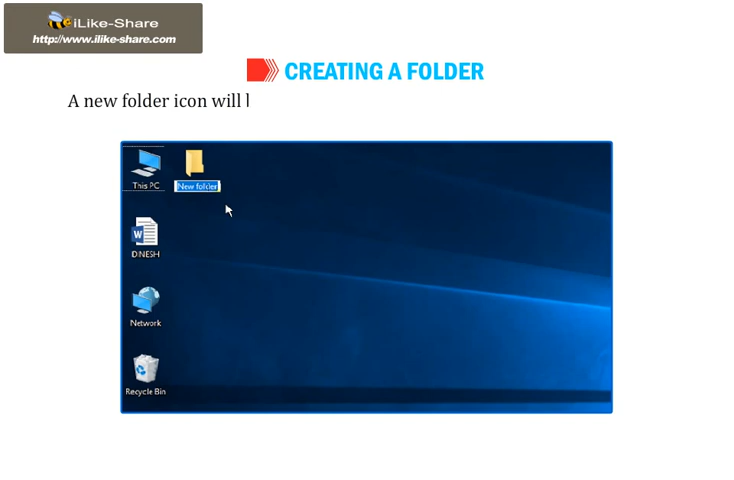 iLike-Share
http://www.ilike-share.com
CREATING A FOLDER
A new folder icon will
This PC
New folder
DINESH
Network
Recycle Bin